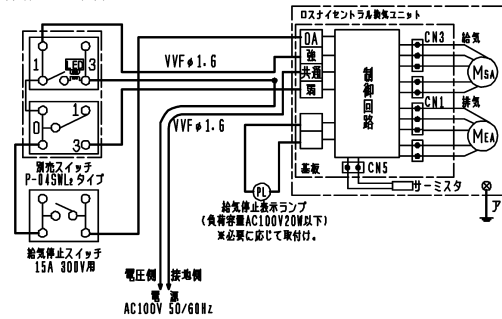 ロスナイセントラル換気ユニット
OA
強
共通
弱
制御回路
基板
CN3
給気
MSA
CN1
排気
MEA
CN5
サーミスタ
ア
1
LED
3
VVFφ1.6
0
1
3
VVFφ1.6
別売スイッチ
P-04SWL₂タイプ
給気停止スイッチ
15A 300V用
PL
給気停止表示ランプ
(負荷容量AC100V20W以下)
※必要に応じて取付け。
電圧側
接地側
電源
AC100V 50/60Hz